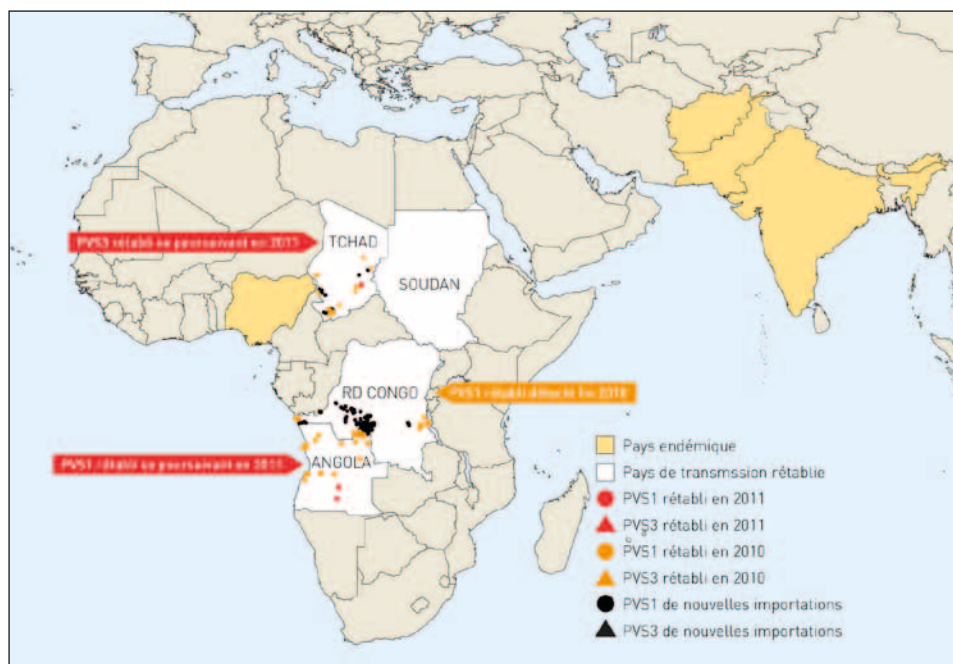 PVS3 rétabli se poursuivant en 2011
TCHAD
SOUDAN
RD CONGO
PVS1 rétabli détecté fin 2010
PVS1 rétabli se poursuivant en 2011
ANGOLA
Pays endémique
Pays de transmssion rétablie
PVS1 rétabli en 2011
PVS3 rétabli en 2011
PVS1 rétabli en 2010
PVS3 rétabli en 2010
PVS1 de nouvelles importations
PVS3 de nouvelles importations